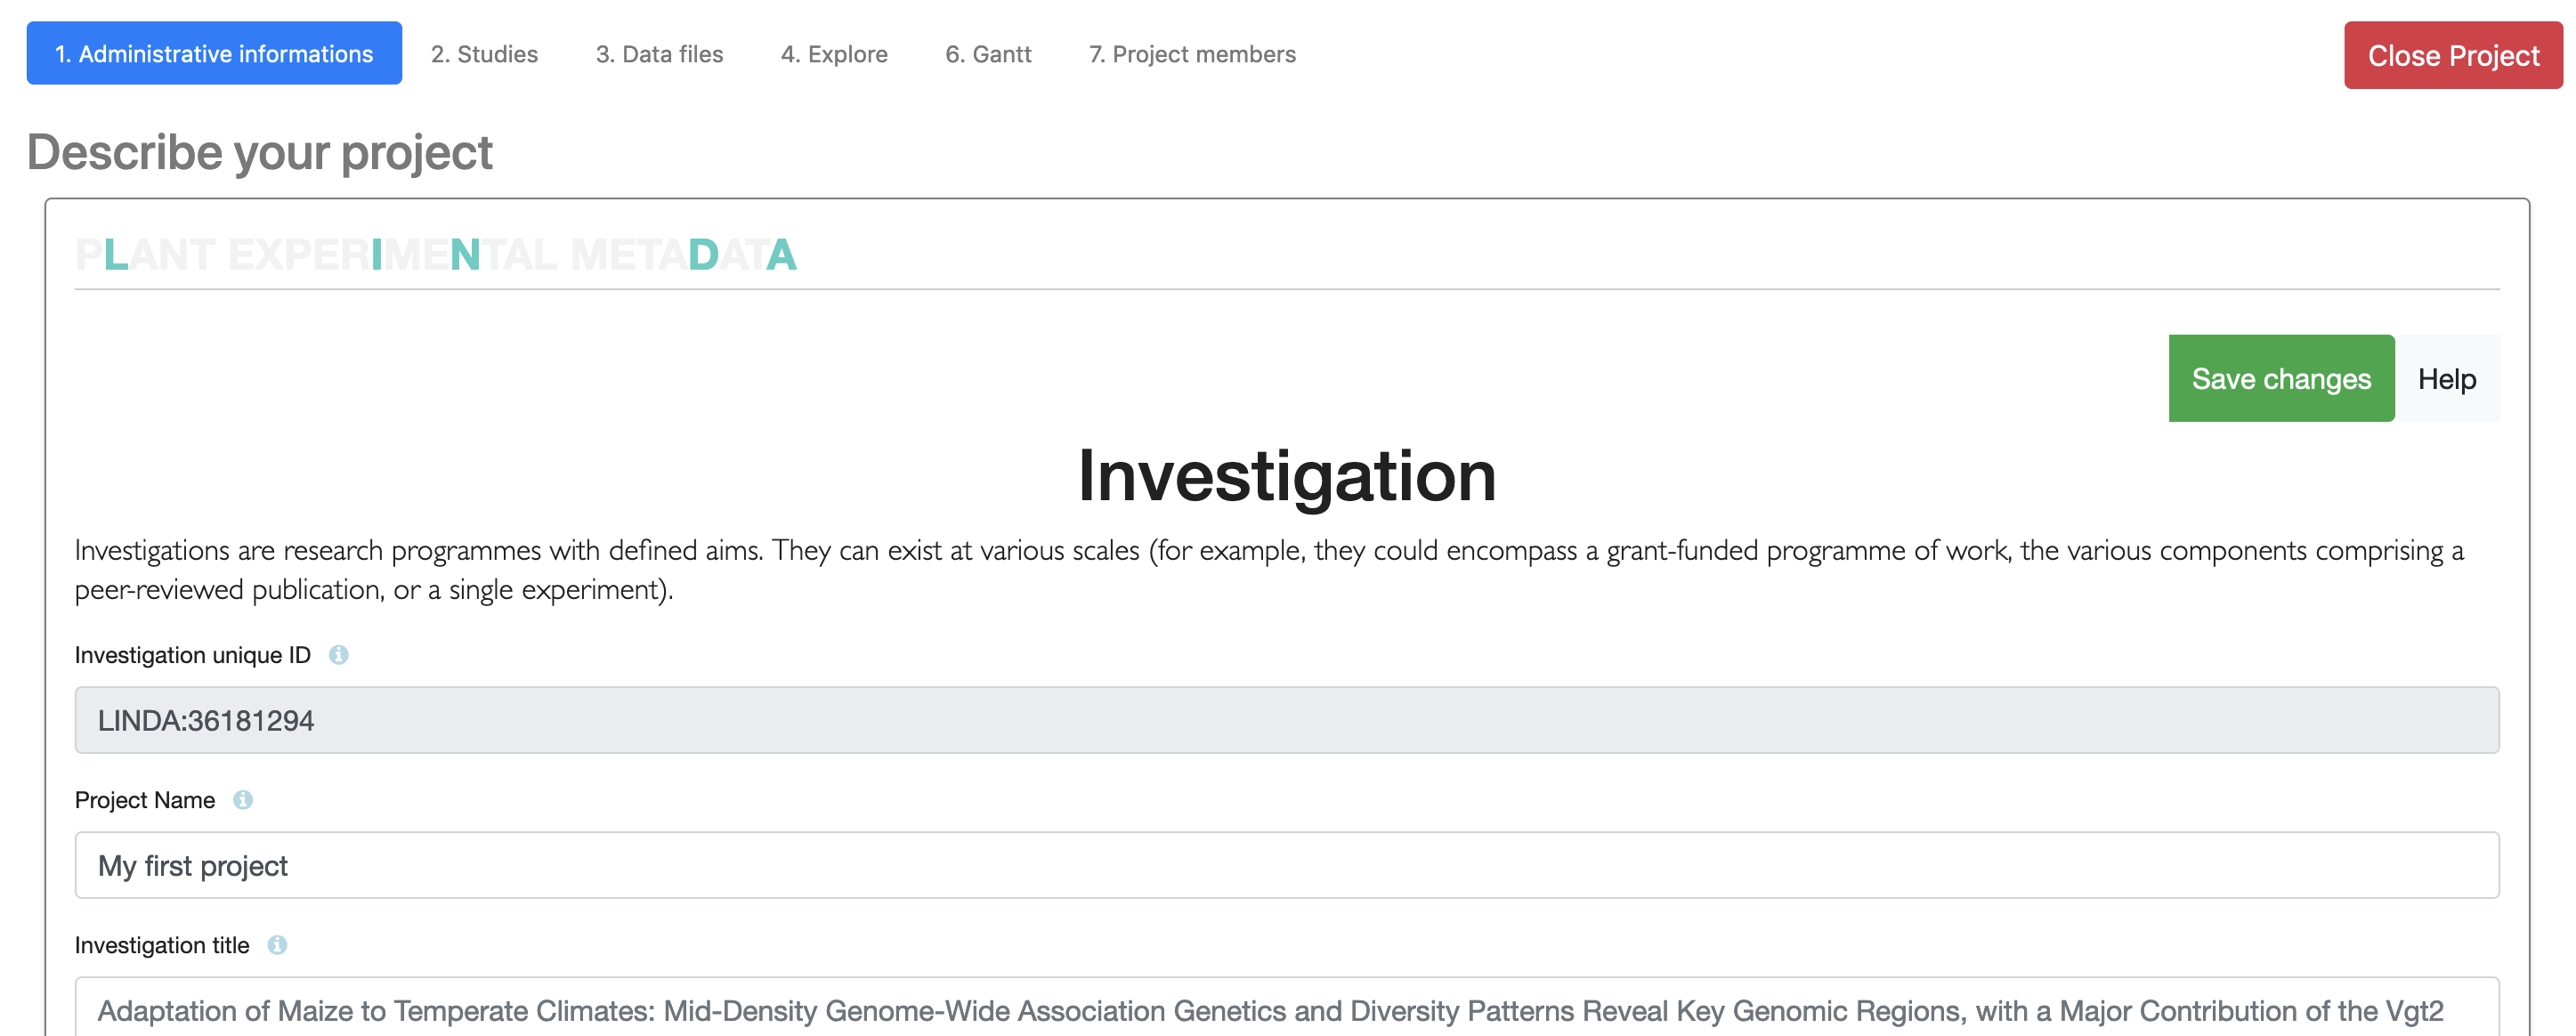 1. Administrative informations 2. Studies 3. Data files 4. Explore 6. Gantt 7. Project members Close Project
Describe your project
PLANT EXPERIMENTAL METADATA
Save changes Help
Investigation
Investigations are research programmes with defined aims. They can exist at various scales (for example, they could encompass a grant-funded programme of work, the various components comprising a
peer-reviewed publication, or a single experiment).
Investigation unique ID
LINDA:36181294
Project Name
My first project
Investigation title
Adaptation of Maize to Temperate Climates: Mid-Density Genome-Wide Association Genetics and Diversity Patterns Reveal Key Genomic Regions, with a Major Contribution of the Vgt2